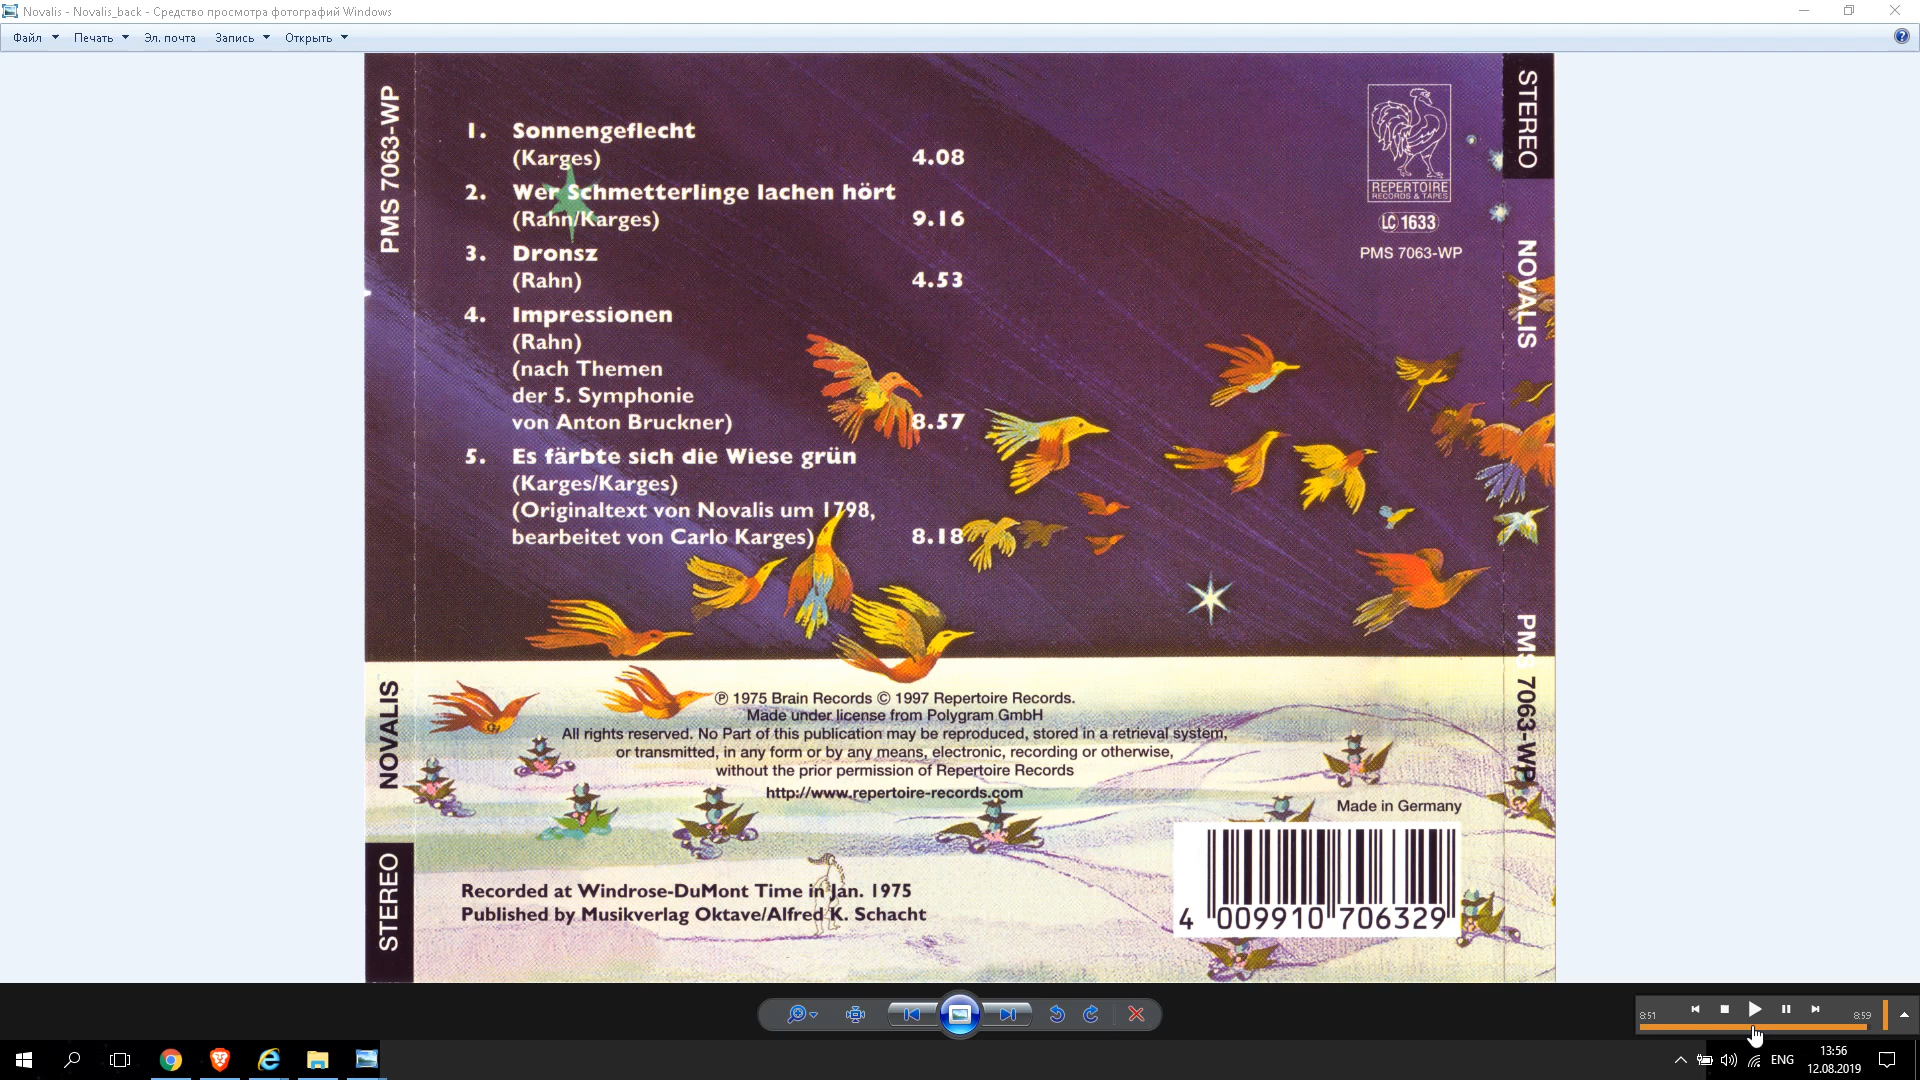 Novalis - Novalis_back - Средство просмотра фотографий Windows
Файл Печать Эл. почта Запись Открыть
PMS 7063-WP
NOVALIS
STEREO
1. Sonnengeflecht
(Karges) 4.08
2. Wer Schmetterlinge lachen hört
(Rahn/Karges) 9.16
3. Dronsz
(Rahn) 4.53
4. Impressionen
(Rahn)
(nach Themen
der 5. Symphonie
von Anton Bruckner) 8.57
5. Es färbte sich die Wiese grün
(Karges/Karges)
(Originaltext von Novalis um 1798,
bearbeitet von Carlo Karges) 8.18
REPERTOIRE
RECORDS & TAPES
LC 1633
PMS 7063-WP
STEREO
NOVALIS
PMS 7063-WP
℗ 1975 Brain Records © 1997 Repertoire Records.
Made under license from Polygram GmbH
All rights reserved. No Part of this publication may be reproduced, stored in a retrieval system,
or transmitted, in any form or by any means, electronic, recording or otherwise,
without the prior permission of Repertoire Records
http://www.repertoire-records.com
Made in Germany
4 009910 706329
Recorded at Windrose-DuMont Time in Jan. 1975
Published by Musikverlag Oktave/Alfred K. Schacht
8:51 8:59
ENG
13:56
12.08.2019